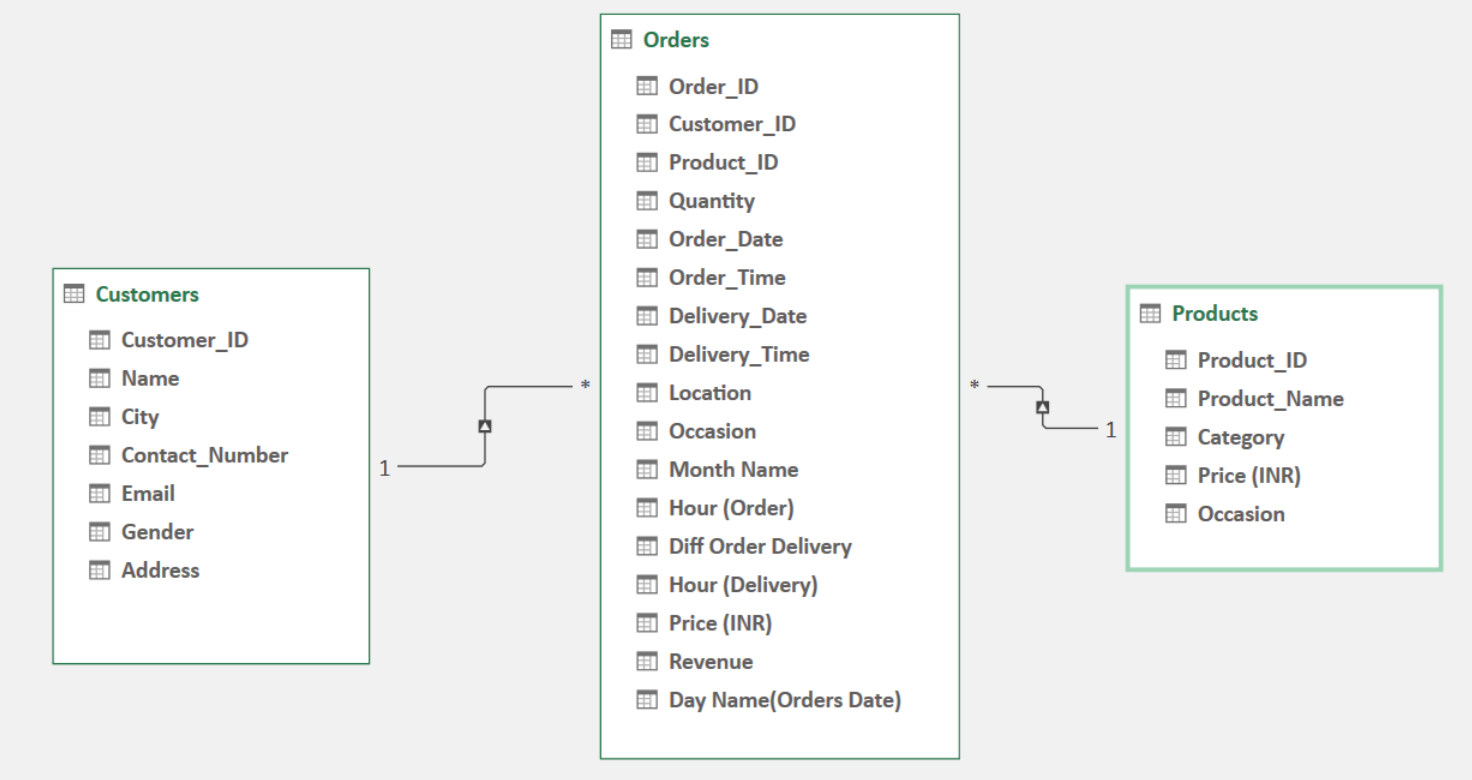 Customers
Customer_ID
Name
City
Contact_Number
Email
Gender
Address
1
*
Orders
Order_ID
Customer_ID
Product_ID
Quantity
Order_Date
Order_Time
Delivery_Date
Delivery_Time
Location
Occasion
Month Name
Hour (Order)
Diff Order Delivery
Hour (Delivery)
Price (INR)
Revenue
Day Name(Orders Date)
*
1
Products
Product_ID
Product_Name
Category
Price (INR)
Occasion